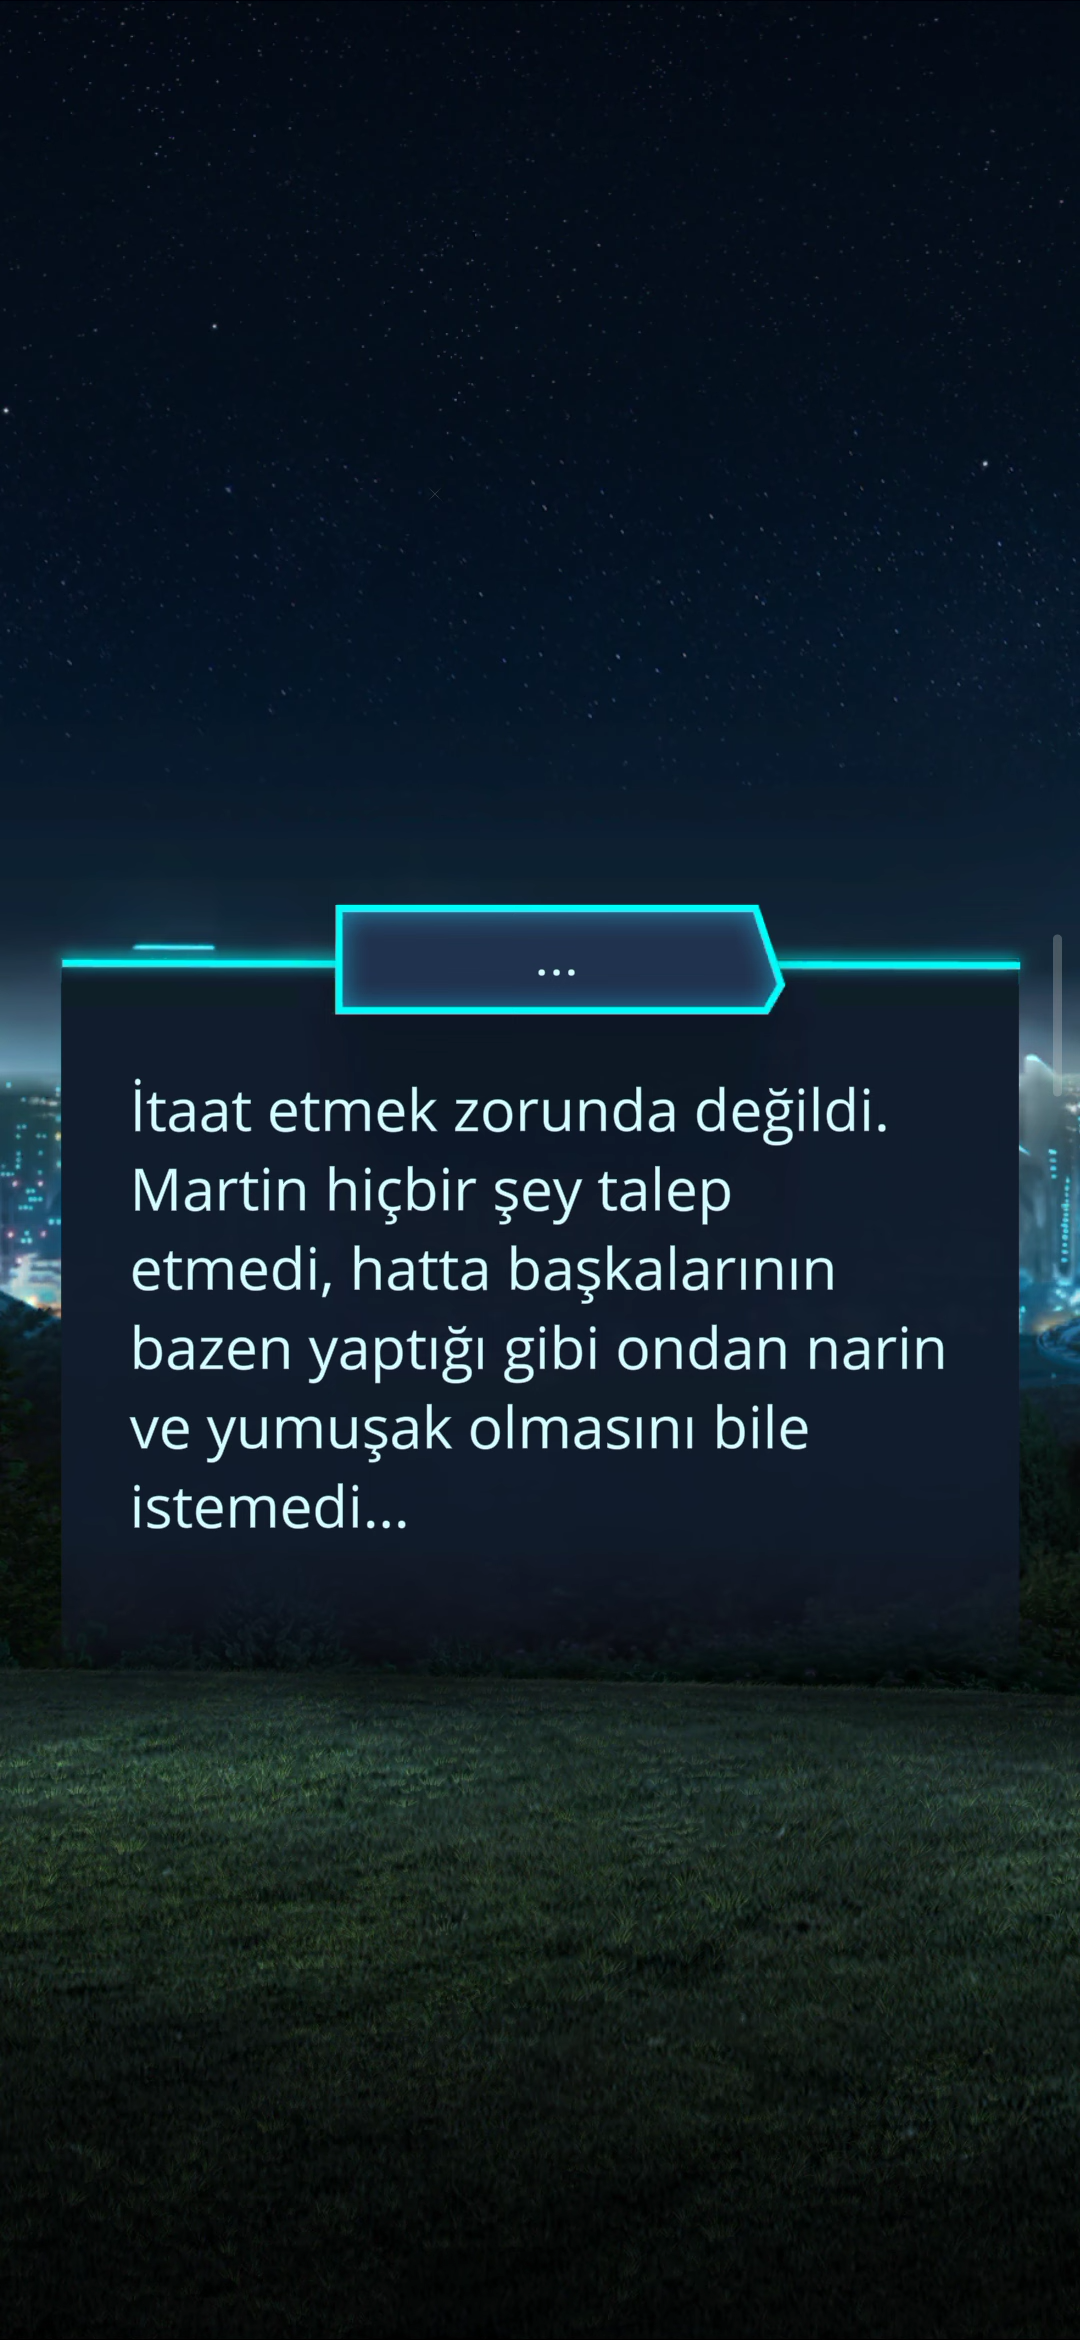 ...
İtaat etmek zorunda değildi.
Martin hiçbir şey talep
etmedi, hatta başkalarının
bazen yaptığı gibi ondan narin
ve yumuşak olmasını bile
istemedi...